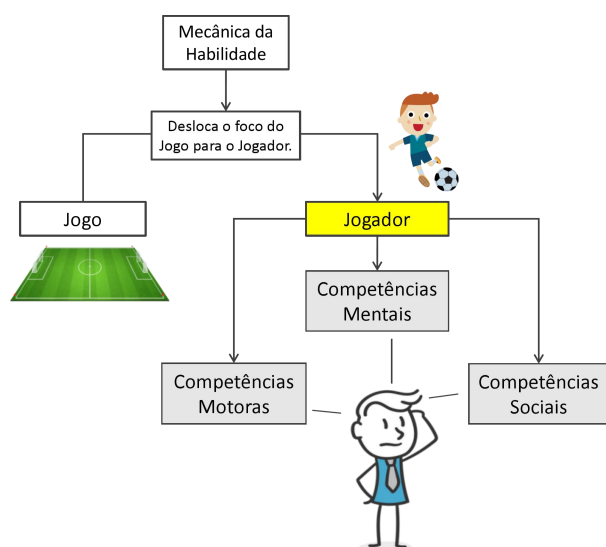 Mecânica da
Habilidade
Desloca o foco do
Jogo para o Jogador.
Jogo
Jogador
Competências
Mentais
Competências
Motoras
Competências
Sociais